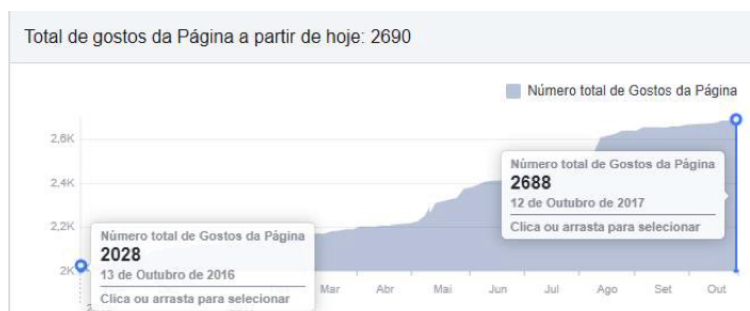 Total de gostos da Página a partir de hoje: 2690
Número total de Gostos da Página
2,6K
2,4K
2,2K
2K
Número total de Gostos da Página
2688
12 de Outubro de 2017
Clica ou arrasta para selecionar
Número total de Gostos da Página
2028
13 de Outubro de 2016
Clica ou arrasta para selecionar
Mar Abr Mai Jun Jul Ago Set Out